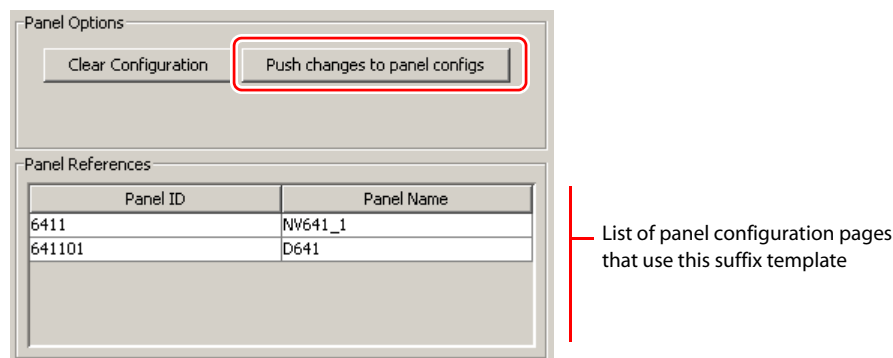 Panel Options
Clear Configuration Push changes to panel configs
Panel References
Panel ID Panel Name
6411 NV641_1
641101 D641
List of panel configuration pages
that use this suffix template